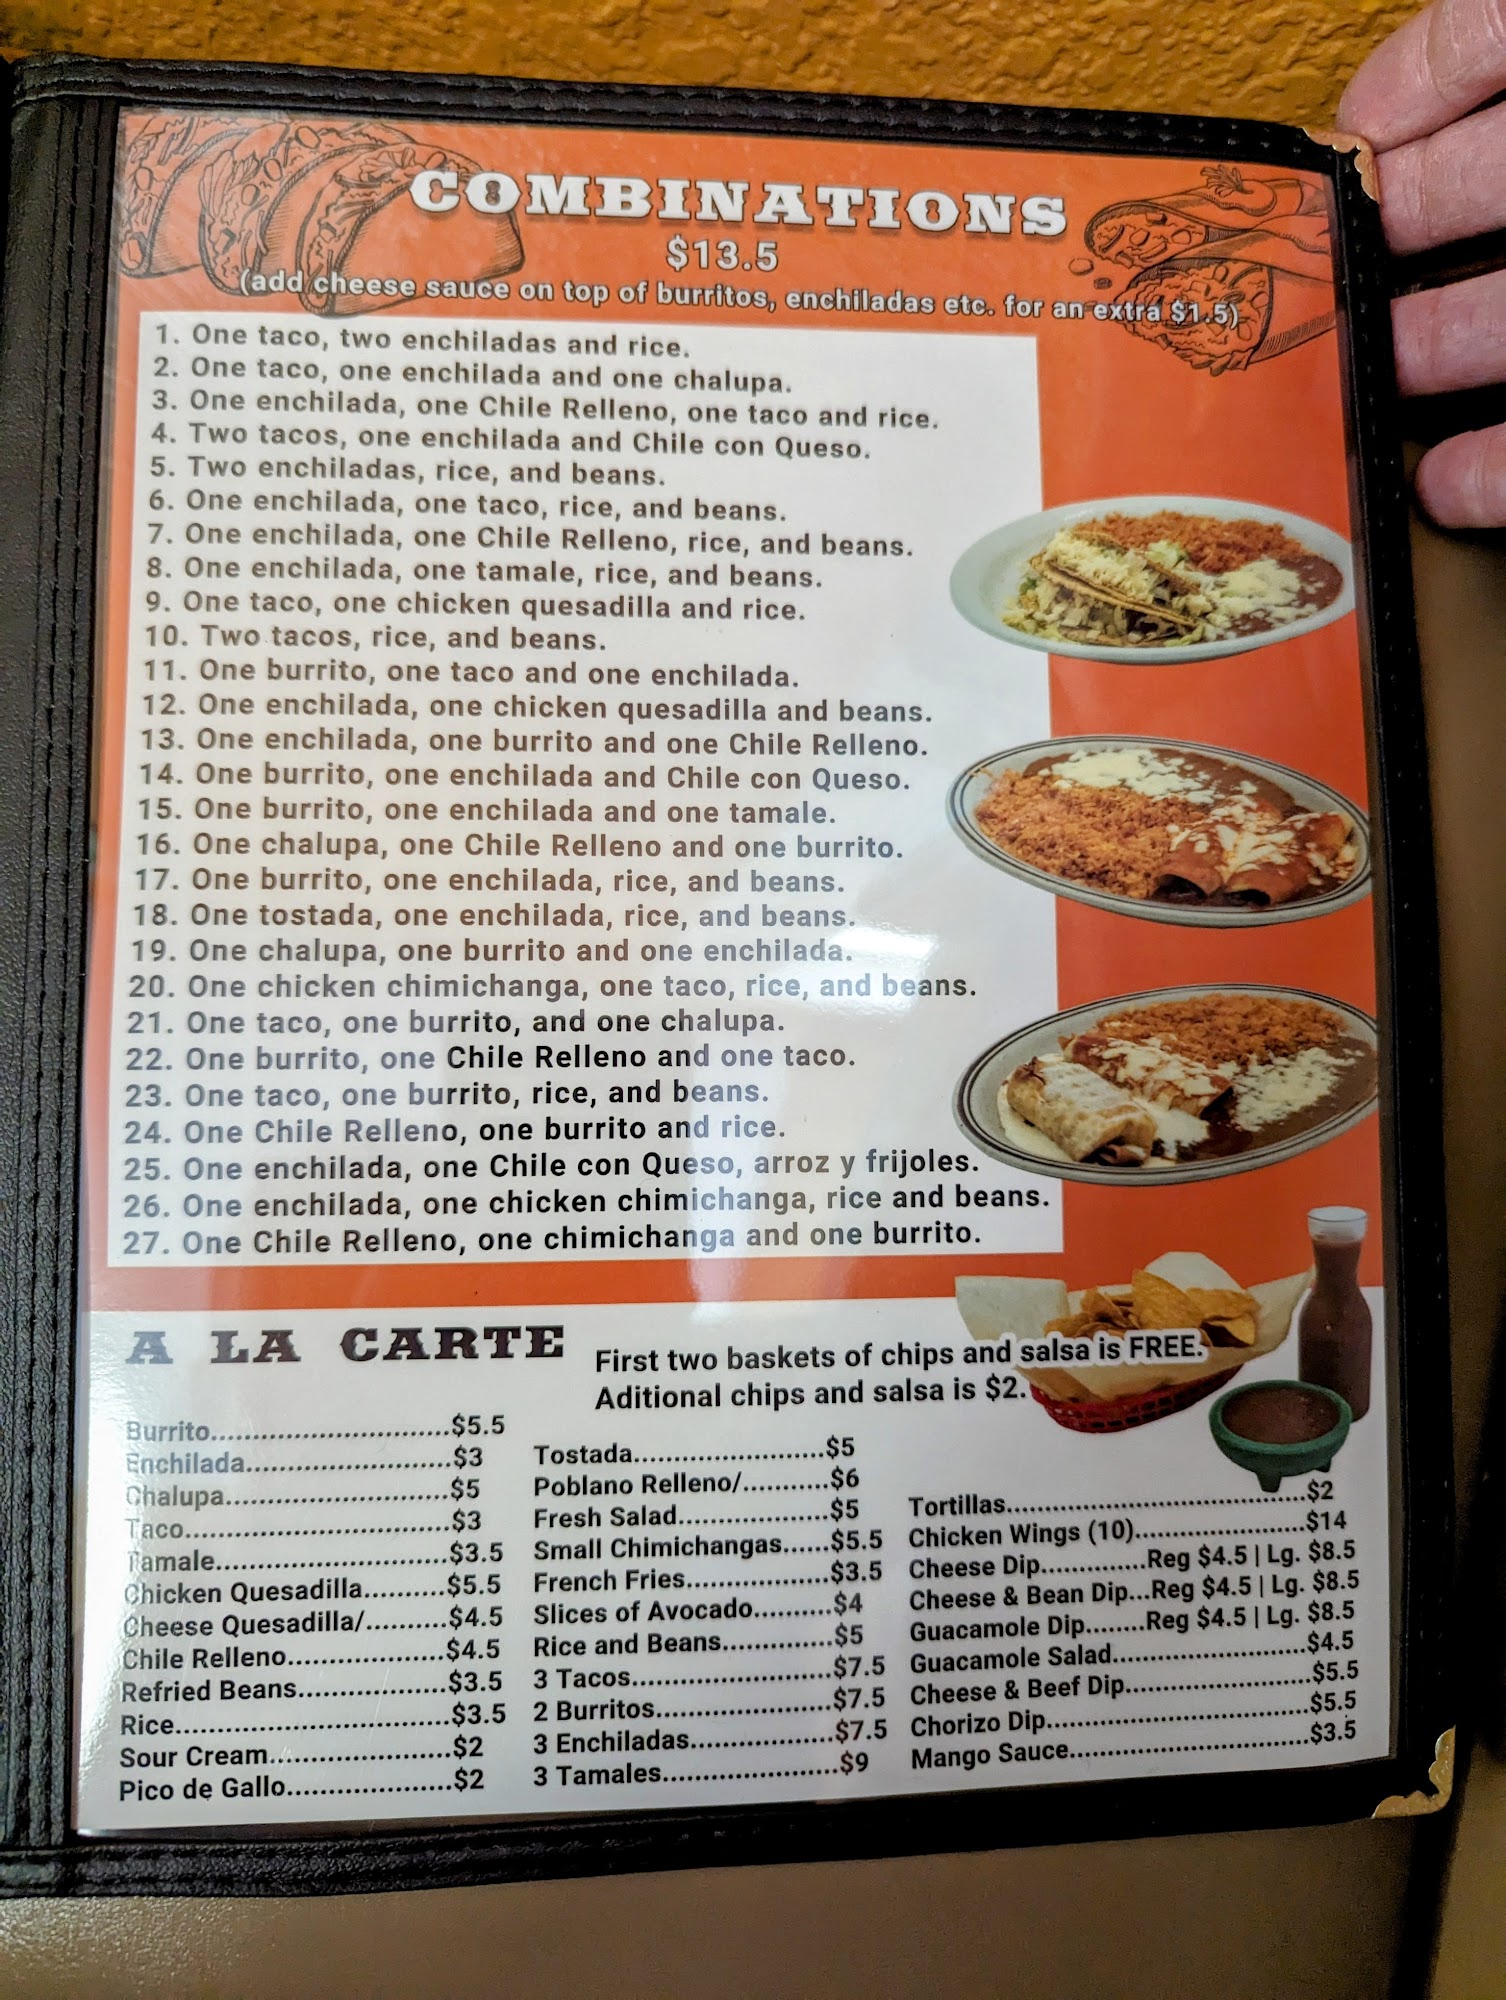 COMBINATIONS
$13.5
(add cheese sauce on top of burritos, enchiladas etc. for an extra $1.5)
1. One taco, two enchiladas and rice.
2. One taco, one enchilada and one chalupa.
3. One enchilada, one Chile Relleno, one taco and rice.
4. Two tacos, one enchilada and Chile con Queso.
5. Two enchiladas, rice, and beans.
6. One enchilada, one taco, rice, and beans.
7. One enchilada, one Chile Relleno, rice, and beans.
8. One enchilada, one tamale, rice, and beans.
9. One taco, one chicken quesadilla and rice.
10. Two tacos, rice, and beans.
11. One burrito, one taco and one enchilada.
12. One enchilada, one chicken quesadilla and beans.
13. One enchilada, one burrito and one Chile Relleno.
14. One burrito, one enchilada and Chile con Queso.
15. One burrito, one enchilada and one tamale.
16. One chalupa, one Chile Relleno and one burrito.
17. One burrito, one enchilada, rice, and beans.
18. One tostada, one enchilada, rice, and beans.
19. One chalupa, one burrito and one enchilada.
20. One chicken chimichanga, one taco, rice, and beans.
21. One taco, one burrito, and one chalupa.
22. One burrito, one Chile Relleno and one taco.
23. One taco, one burrito, rice, and beans.
24. One Chile Relleno, one burrito and rice.
25. One enchilada, one Chile con Queso, arroz y frijoles.
26. One enchilada, one chicken chimichanga, rice and beans.
27. One Chile Relleno, one chimichanga and one burrito.
A LA CARTE
First two baskets of chips and salsa is FREE.
Aditional chips and salsa is $2.
Burrito..............................$5.5
Enchilada..........................$3
Chalupa............................$5
Taco.................................$3
Tamale.............................$3.5
Chicken Quesadilla..........$5.5
Cheese Quesadilla/..........$4.5
Chile Relleno....................$4.5
Refried Beans...................$3.5
Rice..................................$3.5
Sour Cream.......................$2
Pico de Gallo.....................$2
Tostada........................$5
Poblano Relleno/...........$6
Fresh Salad...................$5
Small Chimichangas......$5.5
French Fries..................$3.5
Slices of Avocado..........$4
Rice and Beans..............$5
3 Tacos.........................$7.5
2 Burritos......................$7.5
3 Enchiladas..................$7.5
3 Tamales......................$9
Tortillas......................................$2
Chicken Wings (10)......................$14
Cheese Dip.............Reg $4.5 | Lg. $8.5
Cheese & Bean Dip...Reg $4.5 | Lg. $8.5
Guacamole Dip........Reg $4.5 | Lg. $8.5
Guacamole Salad.........................$4.5
Cheese & Beef Dip........................$5.5
Chorizo Dip..................................$5.5
Mango Sauce...............................$3.5